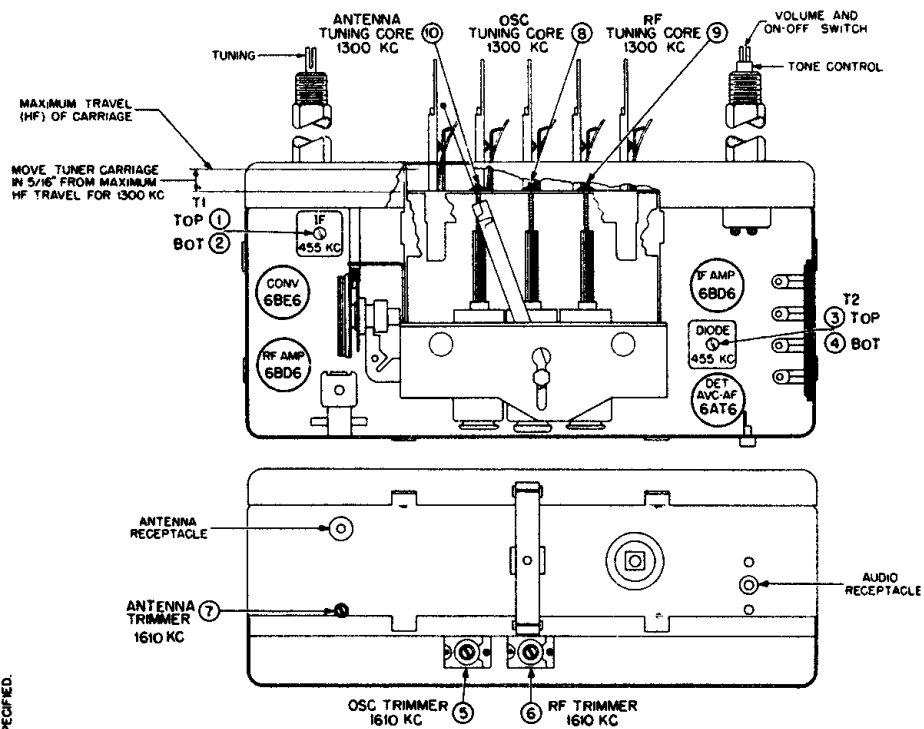 ANTENNA
TUNING CORE
1300 KC
⑩
OSC
TUNING CORE
1300 KC
⑧
RF
TUNING CORE
1300 KC
⑨
VOLUME AND
ON-OFF SWITCH
TONE CONTROL
TUNING
MAXIMUM TRAVEL
(HF) OF CARRIAGE
MOVE TUNER CARRIAGE
IN 5/16" FROM MAXIMUM
HF TRAVEL FOR 1300 KC
T1
TOP ①
BOT ②
IF
455 KC
CONV
6BE6
RF AMP
6BD6
IF AMP
6BD6
T2
③ TOP
④ BOT
DIODE
455 KC
DET
AVC-AF
6AT6
ANTENNA
RECEPTACLE
AUDIO
RECEPTACLE
ANTENNA ⑦
TRIMMER
1610 KC
OSC TRIMMER ⑤
1610 KC
⑥ RF TRIMMER
1610 KC
PECIFIED.